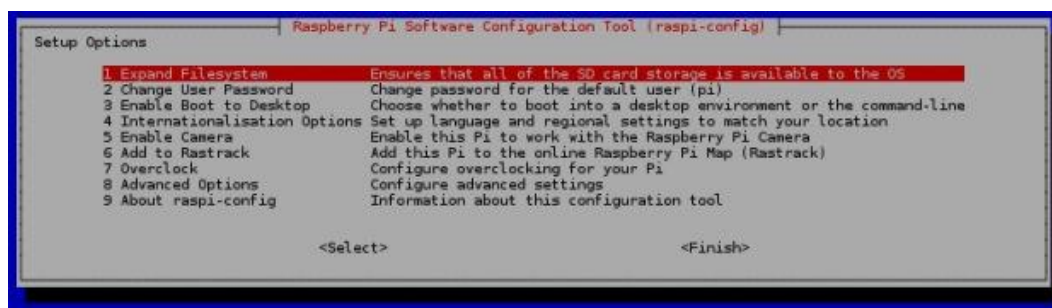 Raspberry Pi Software Configuration Tool (raspi-config)
Setup Options
1 Expand Filesystem Ensures that all of the SD card storage is available to the OS
2 Change User Password Change password for the default user (pi)
3 Enable Boot to Desktop Choose whether to boot into a desktop environment or the command-line
4 Internationalisation Options Set up language and regional settings to match your location
5 Enable Camera Enable this Pi to work with the Raspberry Pi Camera
6 Add to Rastrack Add this Pi to the online Raspberry Pi Map (Rastrack)
7 Overclock Configure overclocking for your Pi
8 Advanced Options Configure advanced settings
9 About raspi-config Information about this configuration tool
<Select> <Finish>